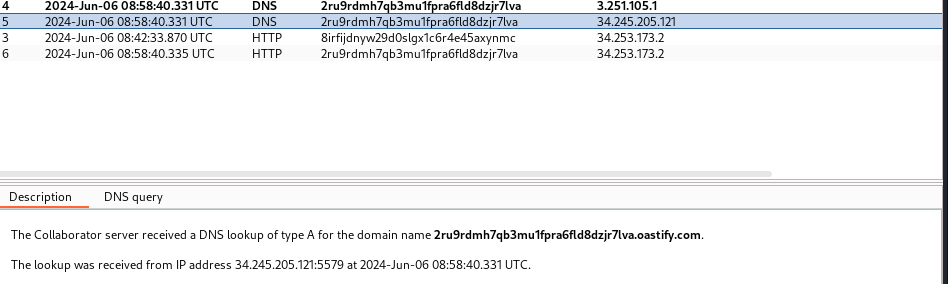 4 2024-Jun-06 08:58:40.331 UTC DNS 2ru9rdmh7qb3mu1fpra6fld8dzjr7lva 3.251.105.1
5 2024-Jun-06 08:58:40.331 UTC DNS 2ru9rdmh7qb3mu1fpra6fld8dzjr7lva 34.245.205.121
3 2024-Jun-06 08:42:33.870 UTC HTTP 8irfijdnyw29d0slgx1c6r4e45axynmc 34.253.173.2
6 2024-Jun-06 08:58:40.335 UTC HTTP 2ru9rdmh7qb3mu1fpra6fld8dzjr7lva 34.253.173.2
Description DNS query
The Collaborator server received a DNS lookup of type A for the domain name 2ru9rdmh7qb3mu1fpra6fld8dzjr7lva.oastify.com.
The lookup was received from IP address 34.245.205.121:5579 at 2024-Jun-06 08:58:40.331 UTC.